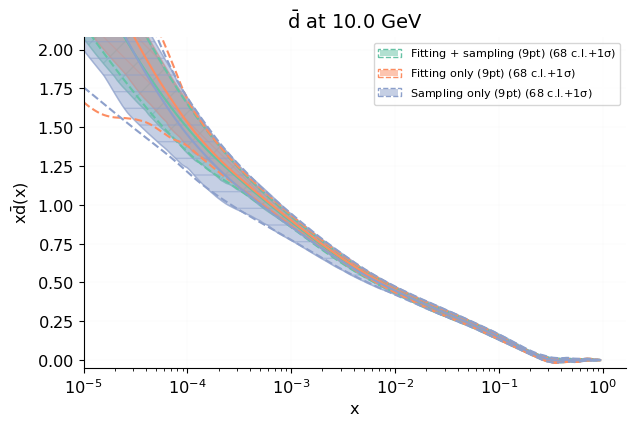 d̄ at 10.0 GeV
2.00
1.75
1.50
1.25
1.00
0.75
0.50
0.25
0.00
xd̄(x)
Fitting + sampling (9pt) (68 c.l.+1σ)
Fitting only (9pt) (68 c.l.+1σ)
Sampling only (9pt) (68 c.l.+1σ)
10⁻⁵ 10⁻⁴ 10⁻³ 10⁻² 10⁻¹ 10⁰
x